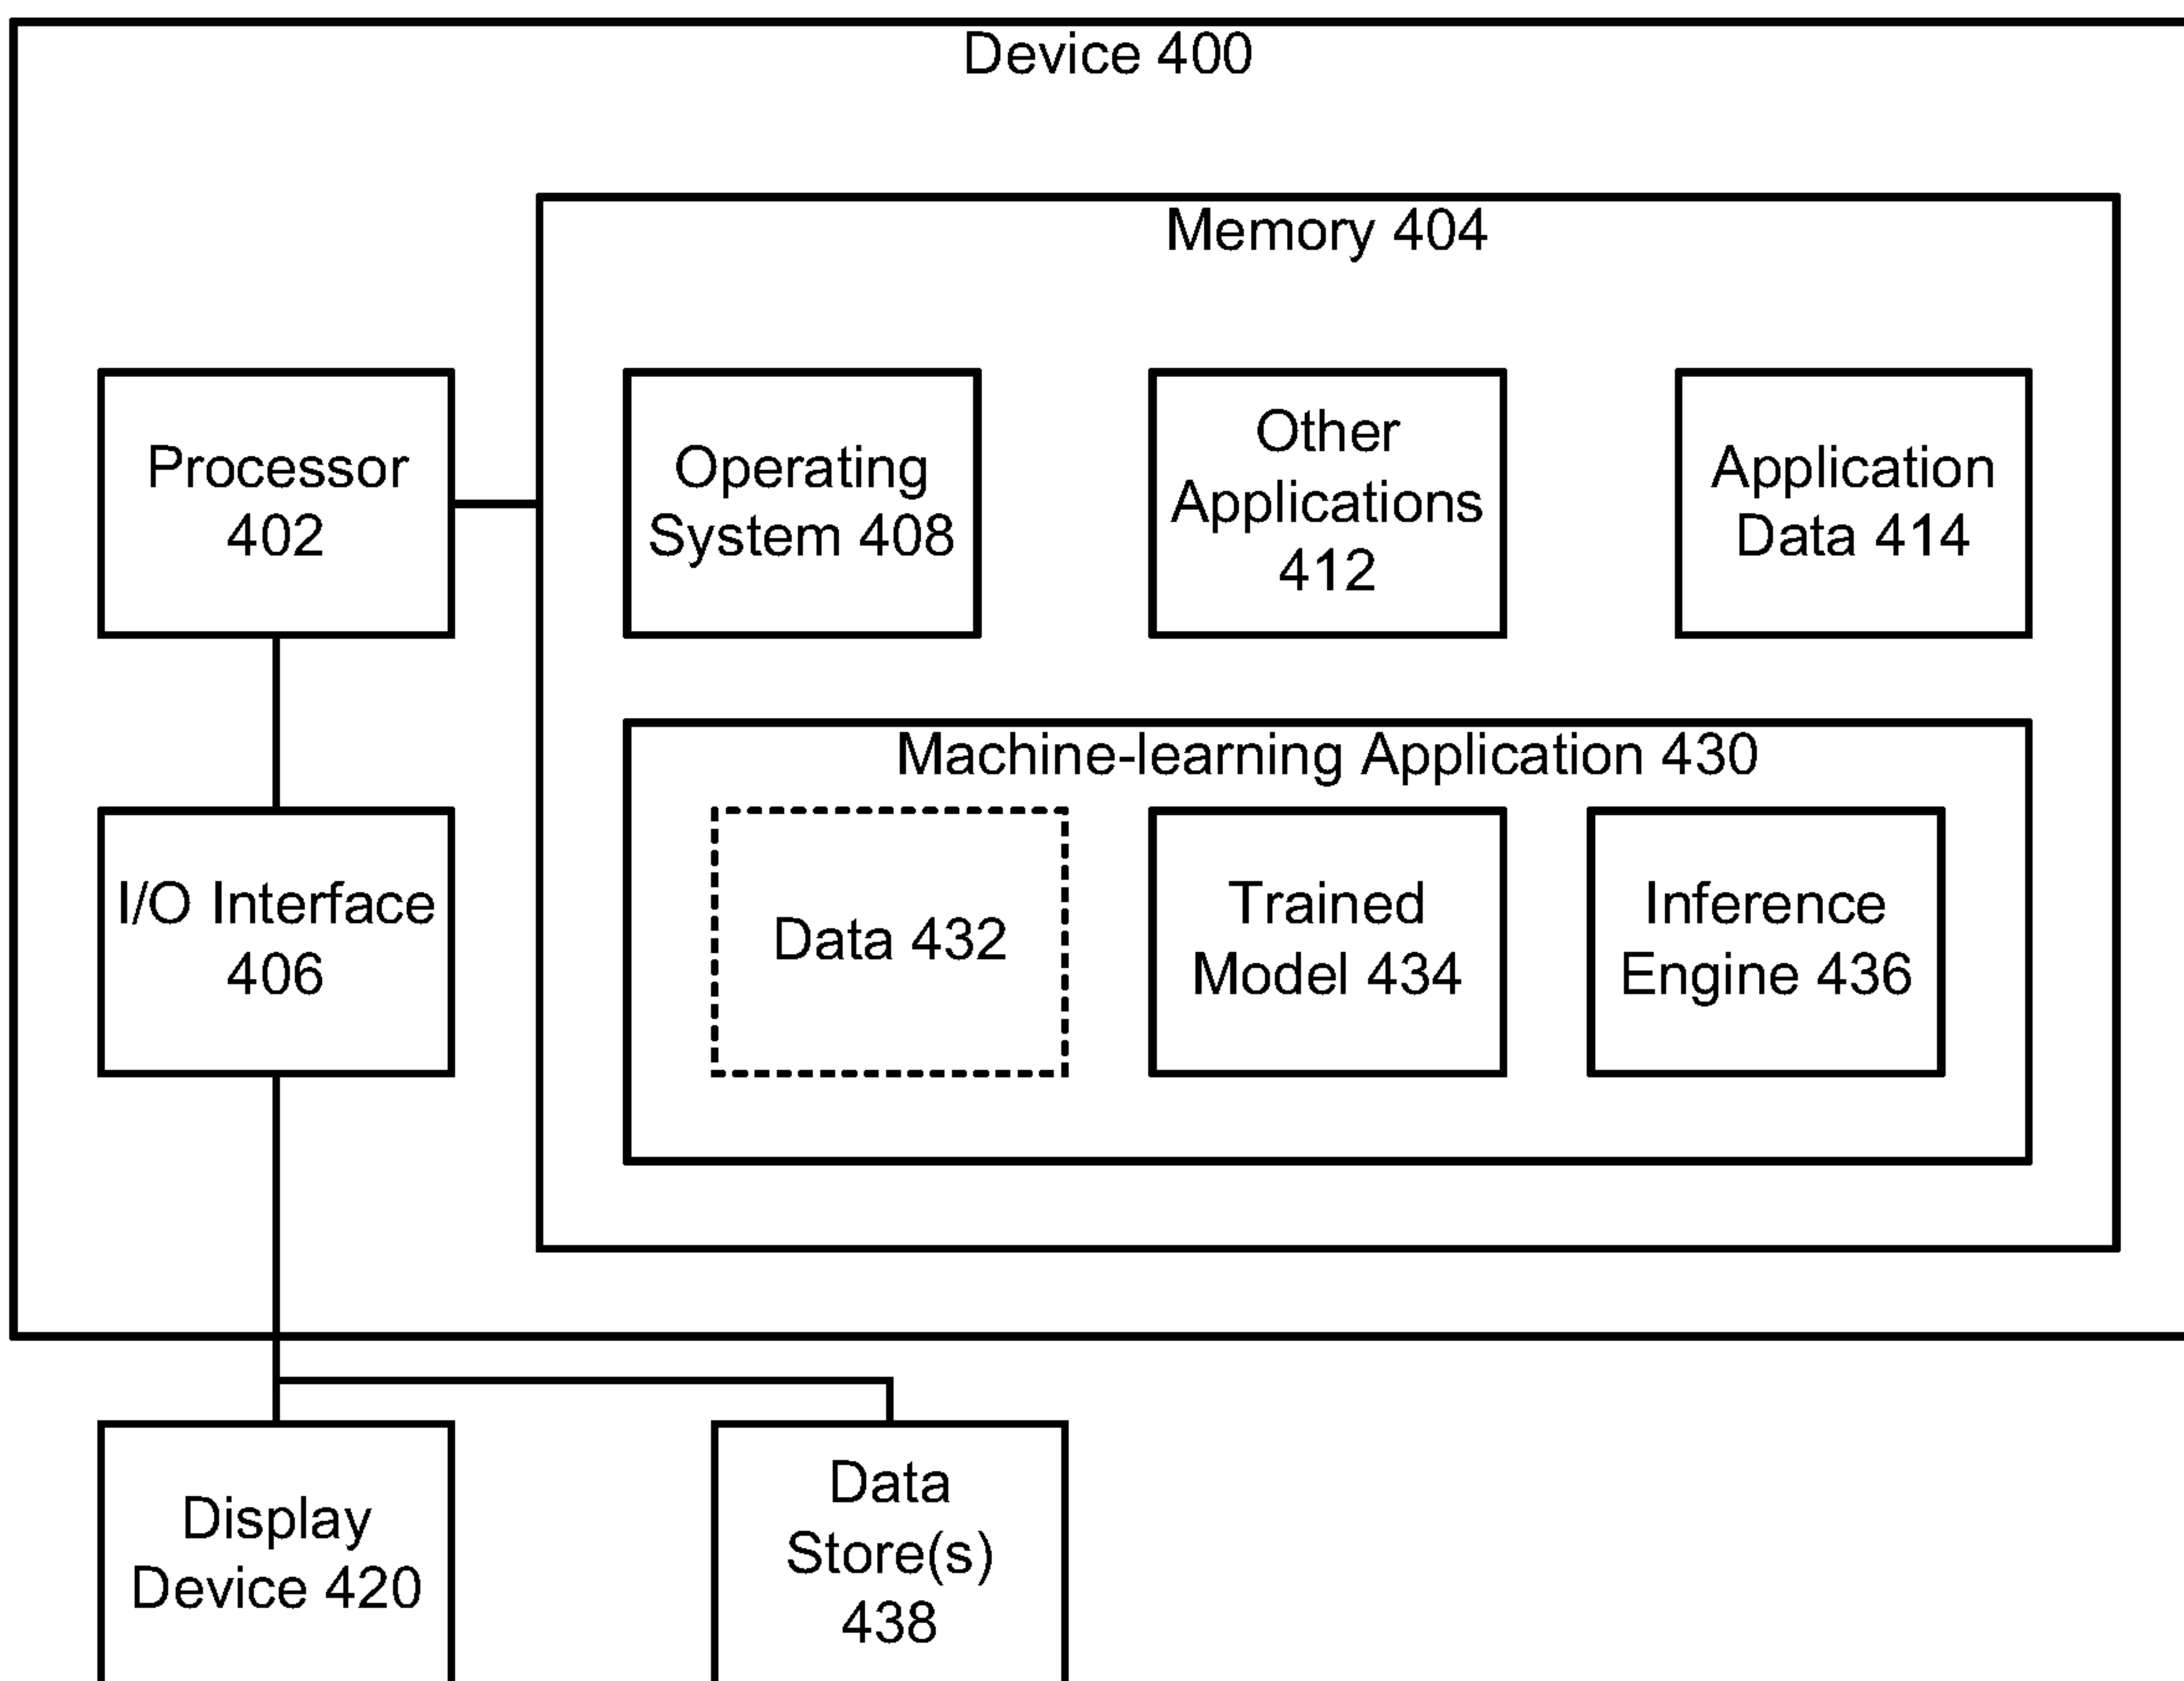 Device 400
Memory 404
Processor
402
Operating
System 408
Other
Applications
412
Application
Data 414
Machine-learning Application 430
I/O Interface
406
Data 432
Trained
Model 434
Inference
Engine 436
Display
Device 420
Data
Store(s)
438